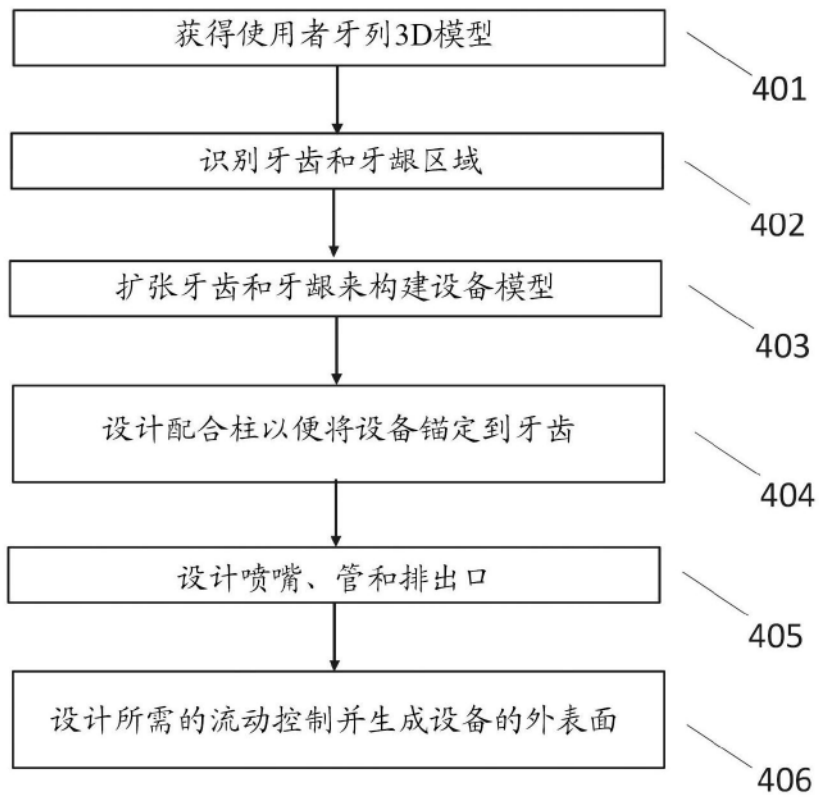 获得使用者牙列3D模型
401
识别牙齿和牙龈区域
402
扩张牙齿和牙龈来构建设备模型
403
设计配合柱以便将设备锚定到牙齿
404
设计喷嘴、管和排出口
405
设计所需的流动控制并生成设备的外表面
406